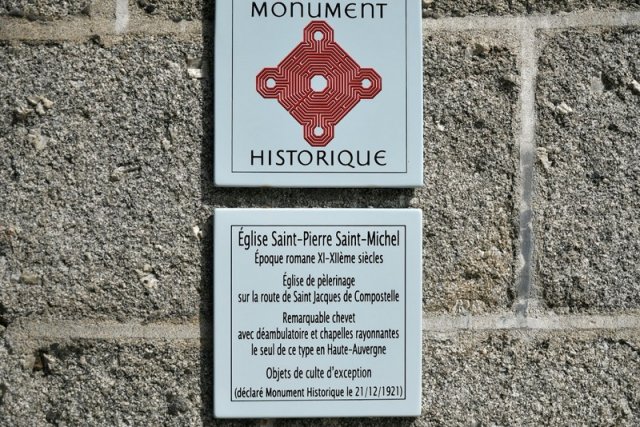 MONUMENT
HISTORIQUE
Église Saint-Pierre Saint-Michel
Époque romane XI-XIIème siècles
Église de pèlerinage
sur la route de Saint Jacques de Compostelle
Remarquable chevet
avec déambulatoire et chapelles rayonnantes
le seul de ce type en Haute-Auvergne
Objets de culte d'exception
(déclaré Monument Historique le 21/12/1921)